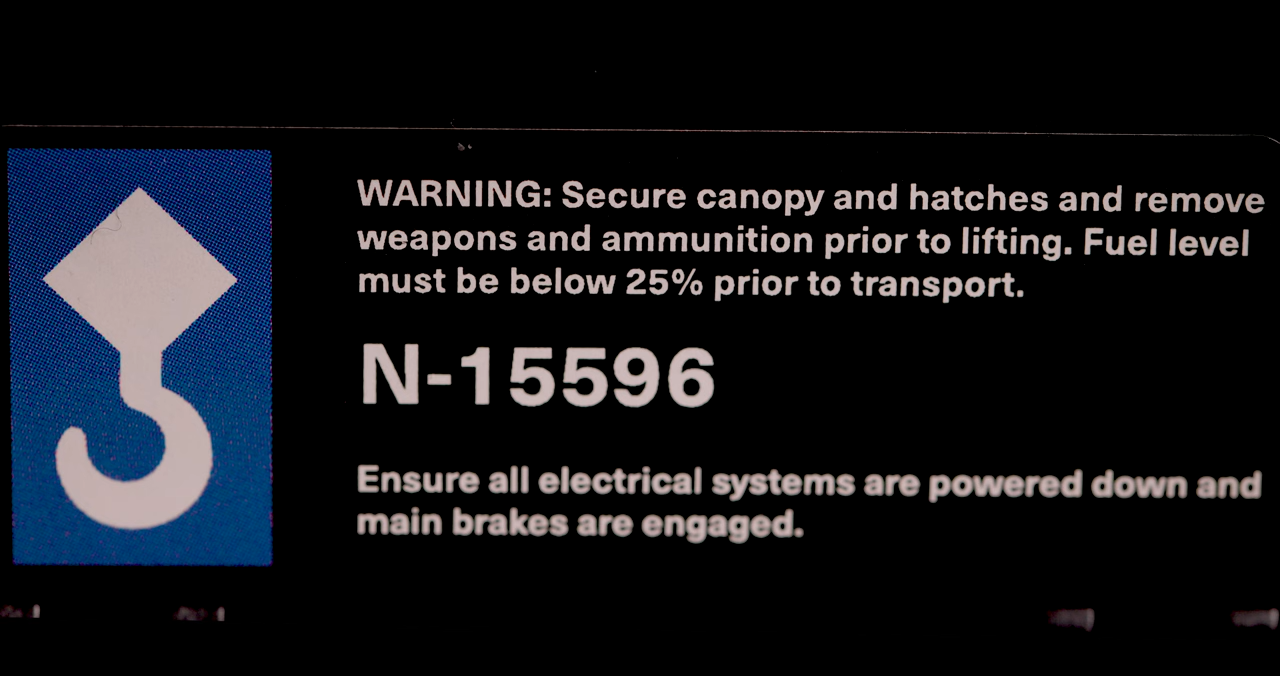 WARNING: Secure canopy and hatches and remove
weapons and ammunition prior to lifting. Fuel level
must be below 25% prior to transport.
N-15596
Ensure all electrical systems are powered down and
main brakes are engaged.